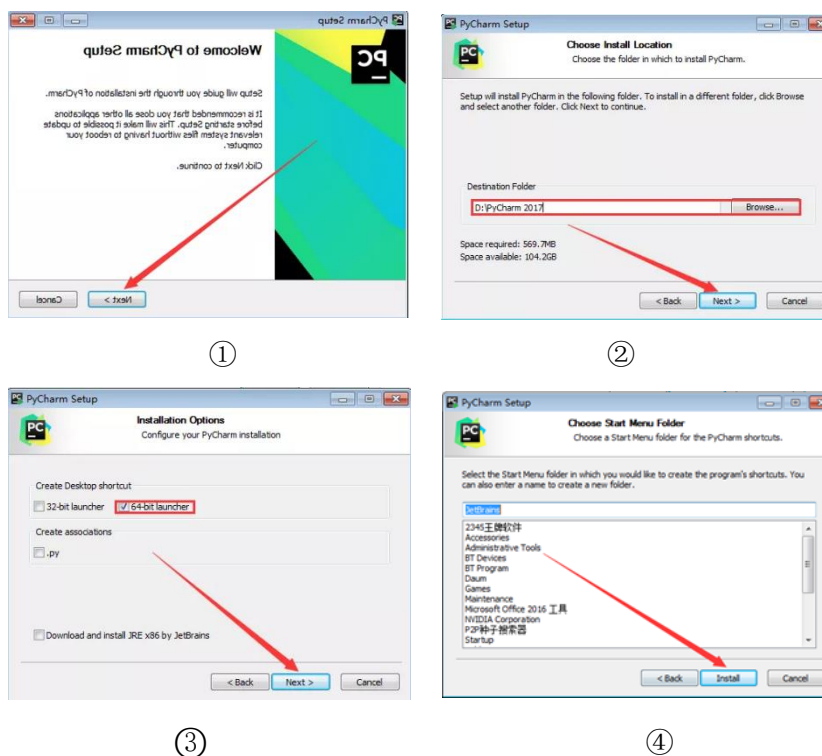 PyCharm Setup
Welcome to PyCharm Setup
PC
Setup will guide you through the installation of PyCharm.
It is recommended that you close all other applications
before starting Setup. This will make it possible to update
relevant system files without having to reboot your
computer.
Click Next to continue.
Next >
Cancel
①
PyCharm Setup
PC
Choose Install Location
Choose the folder in which to install PyCharm.
Setup will install PyCharm in the following folder. To install in a different folder, click Browse
and select another folder. Click Next to continue.
Destination Folder
D:\PyCharm 2017
Browse...
Space required: 569.7MB
Space available: 104.2GB
< Back
Next >
Cancel
②
PyCharm Setup
PC
Installation Options
Configure your PyCharm installation
Create Desktop shortcut
32-bit launcher
64-bit launcher
Create associations
.py
Download and install JRE x86 by JetBrains
< Back
Next >
Cancel
③
PyCharm Setup
PC
Choose Start Menu Folder
Choose a Start Menu folder for the PyCharm shortcuts.
Select the Start Menu folder in which you would like to create the program's shortcuts. You
can also enter a name to create a new folder.
JetBrains
2345王牌软件
Accessories
Administrative Tools
BT Devices
BT Program
Daum
Games
Maintenance
Microsoft Office 2016 工具
NVIDIA Corporation
P2P种子搜索器
Startup
< Back
Install
Cancel
④